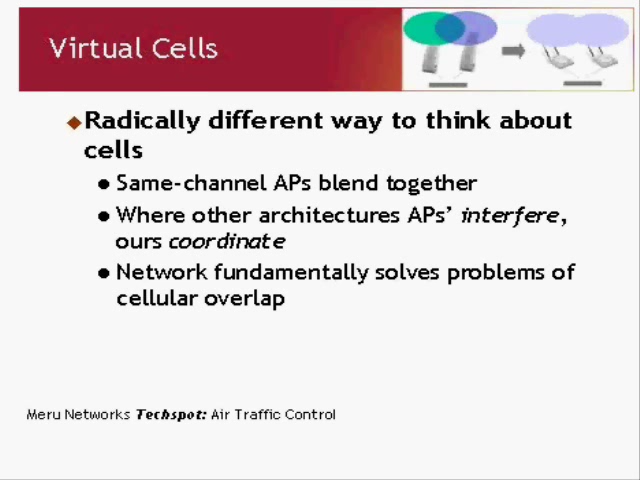 Virtual Cells
Radically different way to think about
cells
Same-channel APs blend together
Where other architectures APs' interfere,
ours coordinate
Network fundamentally solves problems of
cellular overlap
Meru Networks Techspot: Air Traffic Control